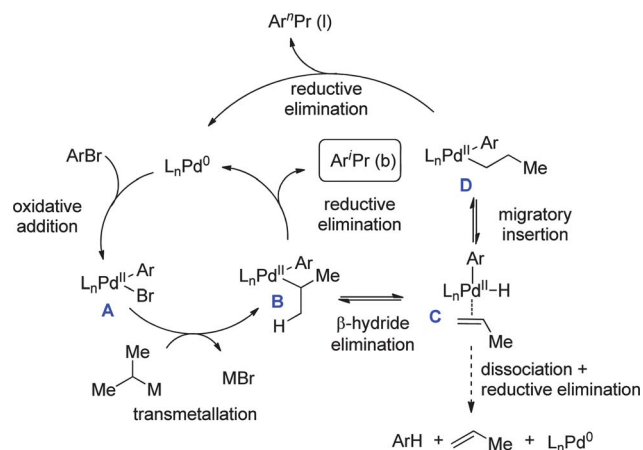 ArⁿPr (l)
reductive
elimination
ArBr
LₙPd⁰
ArⁱPr (b)
LₙPdᴵᴵ Ar
Me
D
oxidative
addition
reductive
elimination
migratory
insertion
LₙPdᴵᴵ Ar
Br
A
LₙPdᴵᴵ Ar
Me
B
H
β-hydride
elimination
Ar
LₙPdᴵᴵ-H
C
Me
Me
Me M
MBr
transmetallation
dissociation +
reductive elimination
ArH + Me + LₙPd⁰